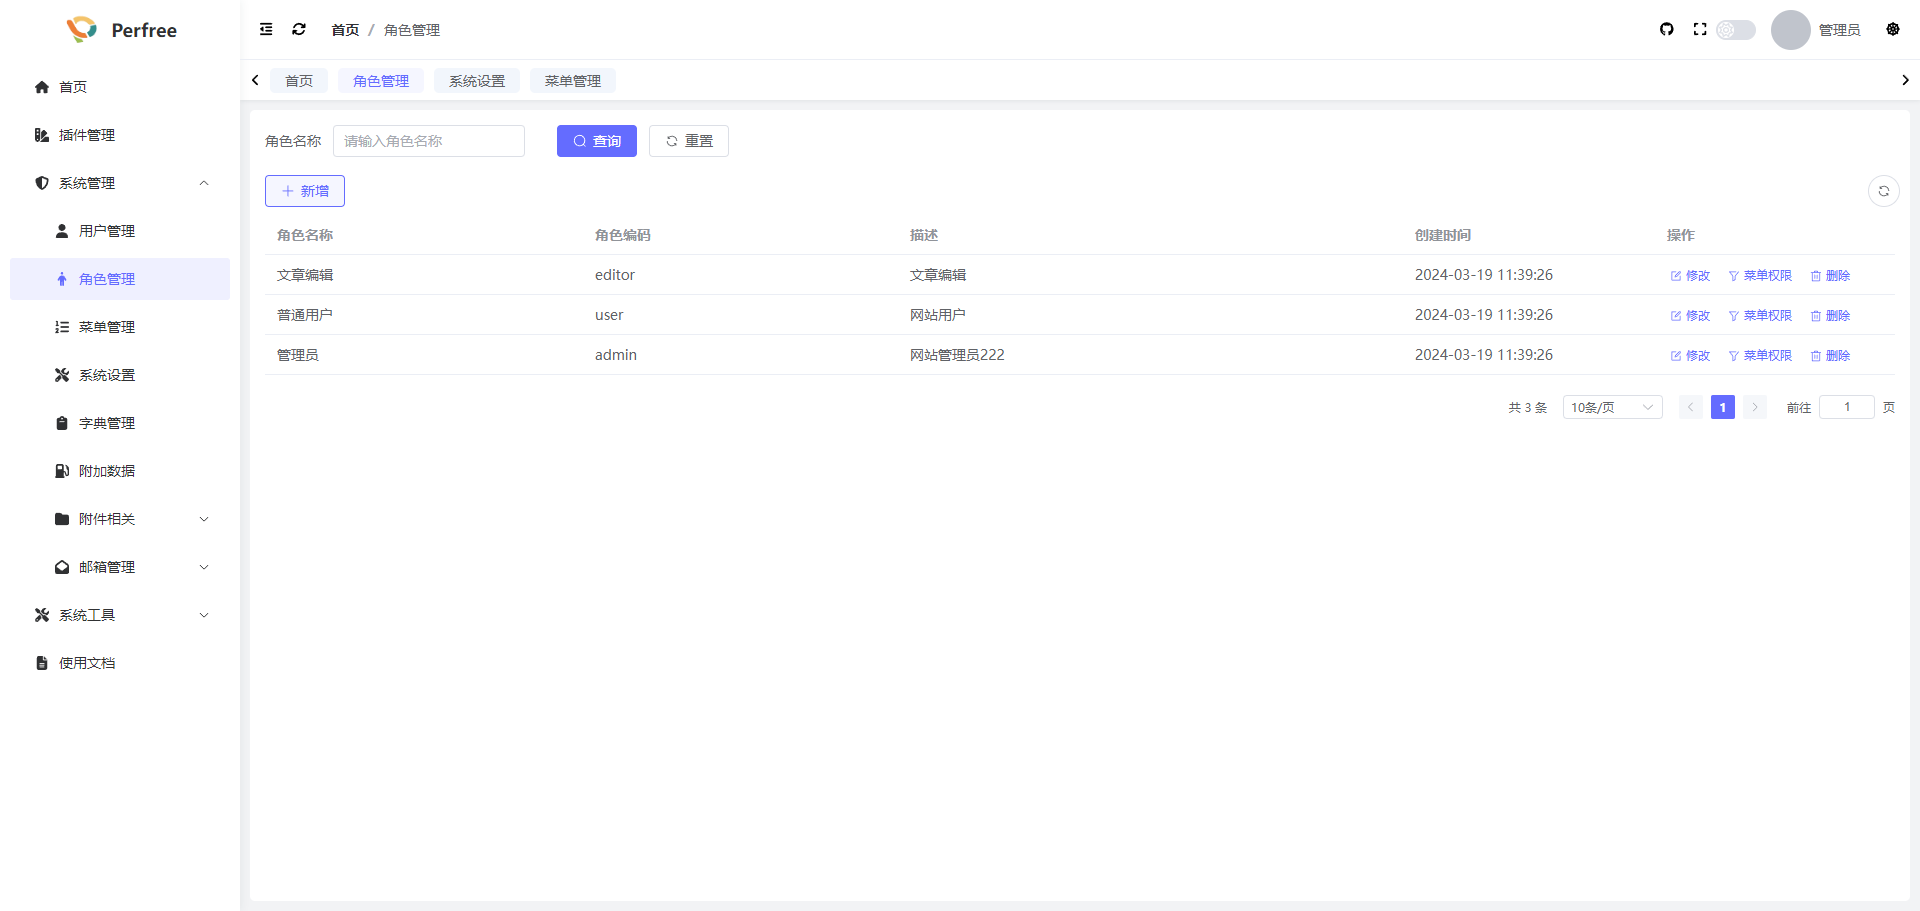 Perfree
首页 / 角色管理
管理员
首页
角色管理
系统设置
菜单管理
首页
插件管理
系统管理
用户管理
角色管理
菜单管理
系统设置
字典管理
附加数据
附件相关
邮箱管理
系统工具
使用文档
角色名称 请输入角色名称 查询 重置
新增
角色名称 角色编码 描述 创建时间 操作
文章编辑 editor 文章编辑 2024-03-19 11:39:26 修改 菜单权限 删除
普通用户 user 网站用户 2024-03-19 11:39:26 修改 菜单权限 删除
管理员 admin 网站管理员222 2024-03-19 11:39:26 修改 菜单权限 删除
共 3 条 10条/页 1 前往 1 页